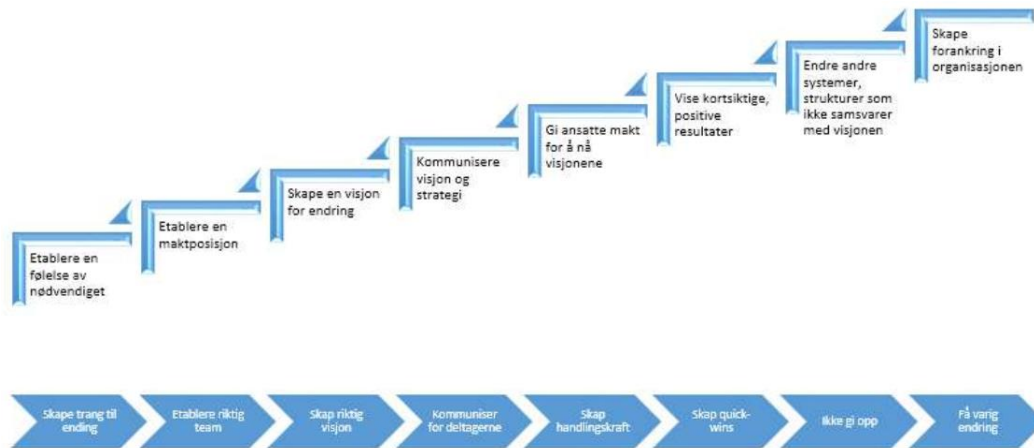 Etablere en
følelse av
nødvendiget
Etablere en
maktposisjon
Skape en visjon
for endring
Kommunisere
visjon og
strategi
Gi ansatte makt
for å nå
visjonene
Vise kortsiktige,
positive
resultater
Endre andre
systemer,
strukturer som
ikke samsvarer
med visjonen
Skape
forankring i
organisasjonen
Skape trang til
ending
Etablere riktig
team
Skap riktig
visjon
Kommuniser
for deltagerne
Skap
handlingskraft
Skap quick-
wins
Ikke gi opp
Få varig
endring